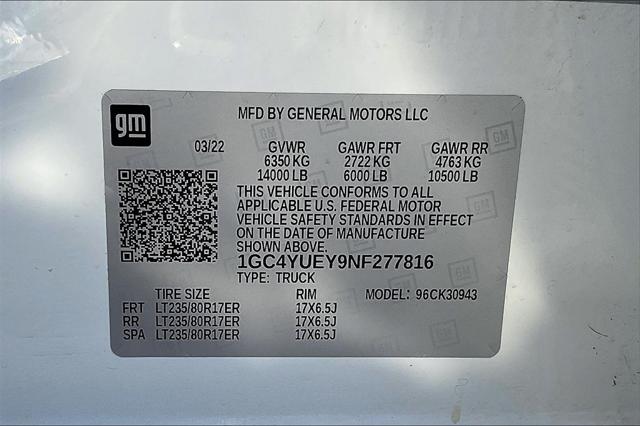 gm
MFD BY GENERAL MOTORS LLC
03/22 GVWR GAWR FRT GAWR RR
6350 KG 2722 KG 4763 KG
14000 LB 6000 LB 10500 LB
THIS VEHICLE CONFORMS TO ALL
APPLICABLE U.S. FEDERAL MOTOR
VEHICLE SAFETY STANDARDS IN EFFECT
ON THE DATE OF MANUFACTURE
SHOWN ABOVE.
1GC4YUEY9NF277816
TYPE: TRUCK
TIRE SIZE RIM MODEL: 96CK30943
FRT LT235/80R17ER 17X6.5J
RR LT235/80R17ER 17X6.5J
SPA LT235/80R17ER 17X6.5J